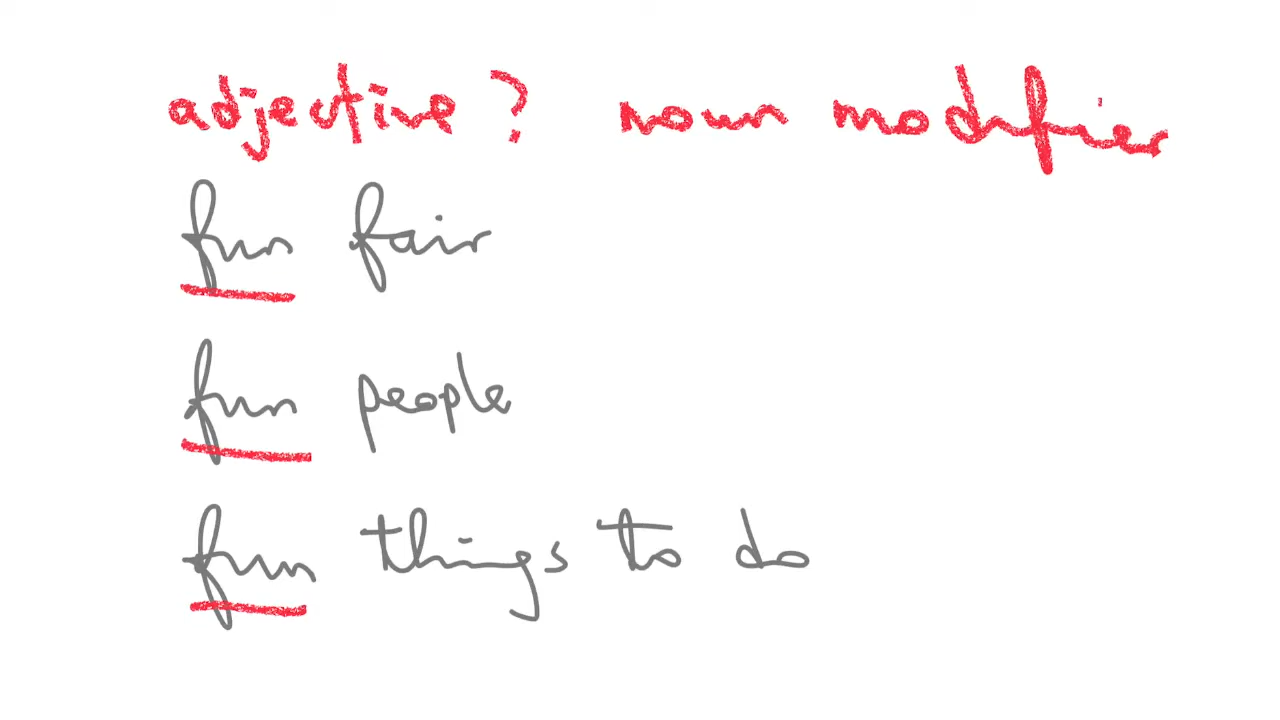 adjective ? noun modifier
fun fair
fun people
fun things to do